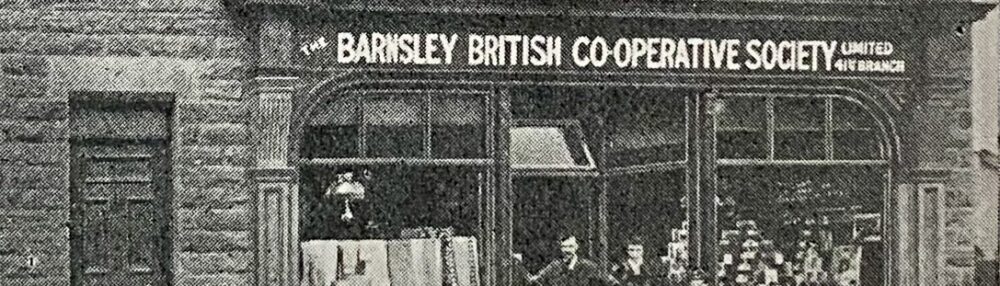 THE BARNSLEY BRITISH CO-OPERATIVE SOCIETY LIMITED
41ST BRANCH